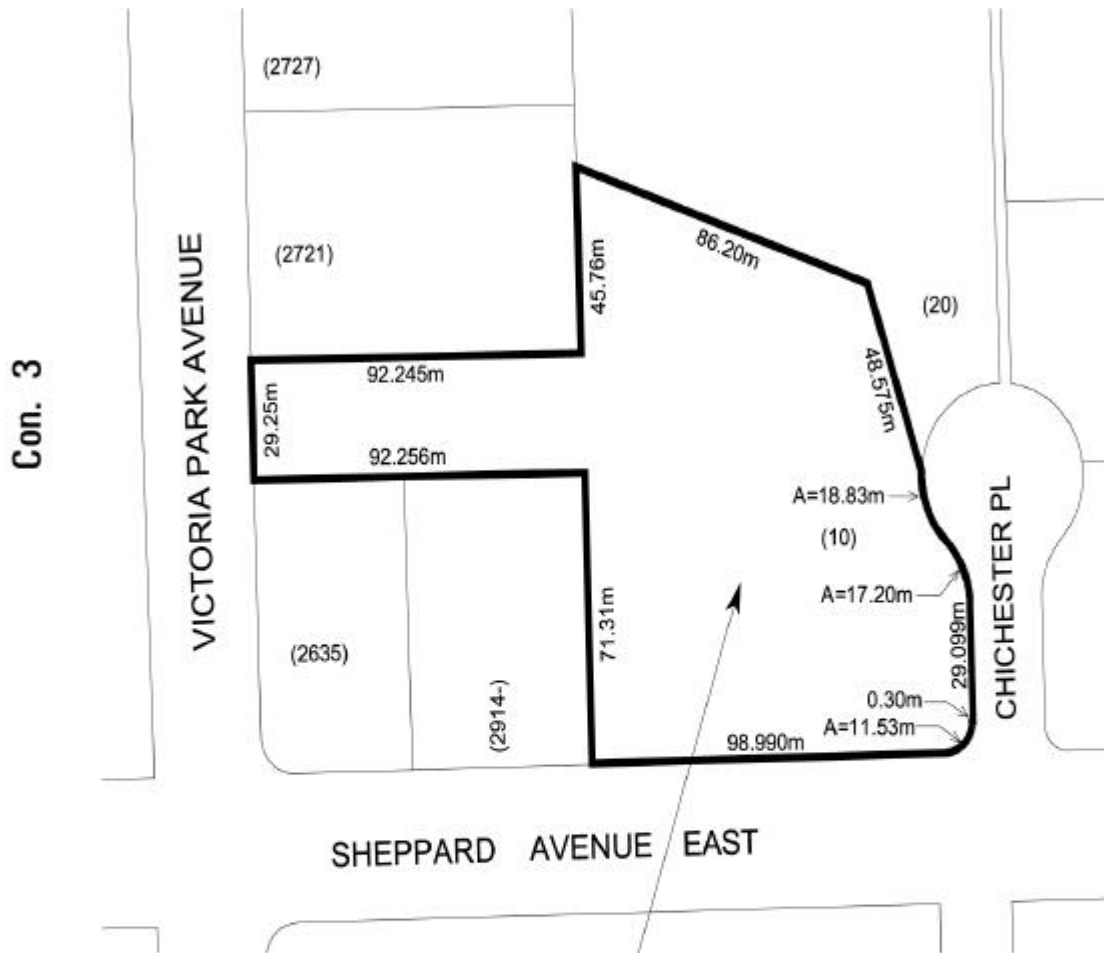 (2727)
(2721)
86.20m
45.76m
(20)
VICTORIA PARK AVENUE
Con. 3
92.245m
48.575m
29.25m
92.256m
A=18.83m
(10)
A=17.20m
CHICHESTER PL
71.31m
29.099m
(2635)
(2914-)
0.30m
A=11.53m
98.990m
SHEPPARD AVENUE EAST